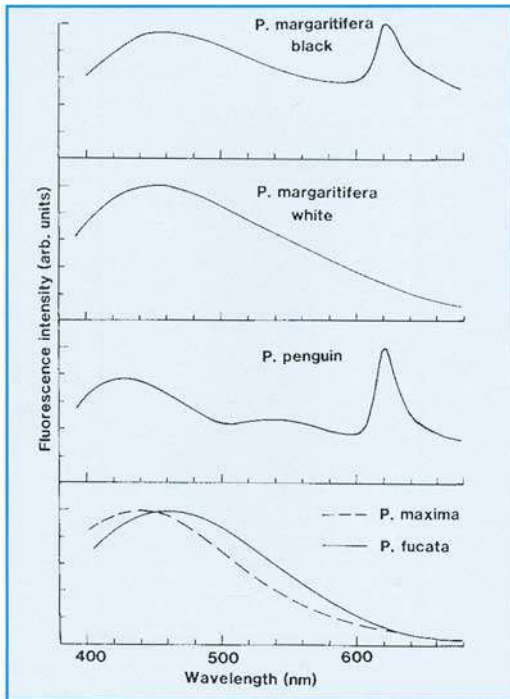 P. margaritifera
black
P. margaritifera
white
P. penguin
P. maxima
P. fucata
Fluorescence intensity (arb. units)
400 500 600
Wavelength (nm)